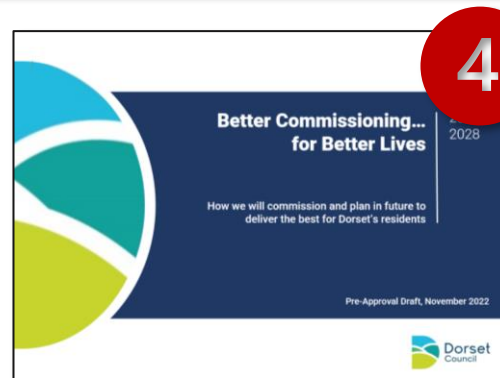 4
Better Commissioning…
for Better Lives
2028
How we will commission and plan in future to
deliver the best for Dorset's residents
Pre-Approval Draft, November 2022
Dorset
Council